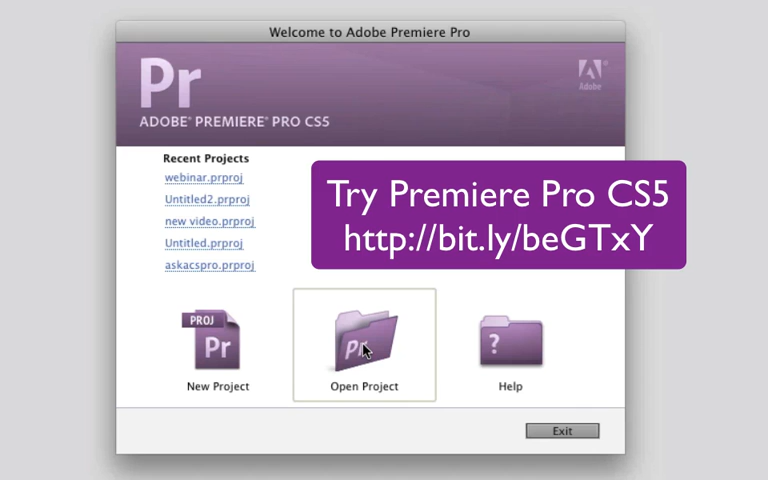 Welcome to Adobe Premiere Pro
Pr
Adobe
ADOBE® PREMIERE® PRO CS5
Recent Projects
webinar.prproj
Untitled2.prproj
new video.prproj
Untitled.prproj
askacspro.prproj
Try Premiere Pro CS5
http://bit.ly/beGTxY
PROJ
Pr
New Project
Pr
Open Project
?
Help
Exit